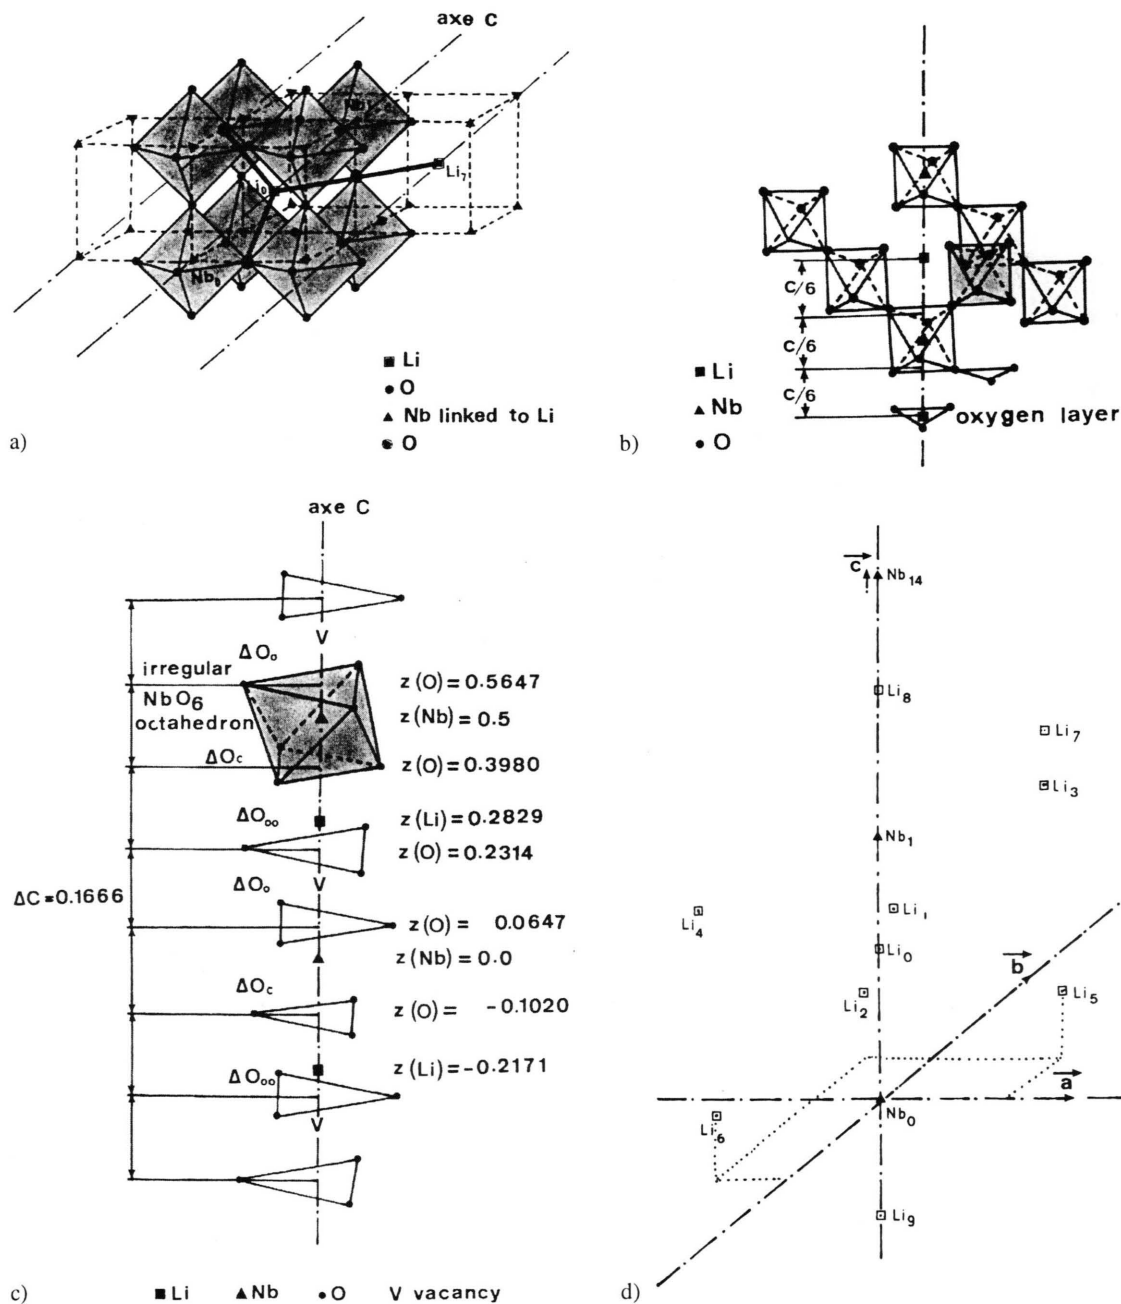 axe C
Nb₁
Li₀
Li₇
Nb₀
■ Li
● O
▲ Nb linked to Li
● O
a)
C/6
C/6
C/6
■ Li
▲ Nb
● O
oxygen layer
b)
axe C
V
ΔOₒ
irregular
NbO₆
octahedron
z(O)=0.5647
z(Nb)=0.5
ΔO꜀
z(O)=0.3980
ΔOₒₒ
z(Li)=0.2829
z(O)=0.2314
V
ΔC=0.1666
ΔOₒ
z(O)= 0.0647
z(Nb)=0.0
ΔO꜀
z(O)= -0.1020
ΔOₒₒ
z(Li)=-0.2171
V
■ Li ▲ Nb ● O V vacancy
c)
c
Nb₁₄
Li₈
Li₇
Li₃
Nb₁
Li₄
Li₁
Li₀
b
Li₂
Li₅
a
Nb₀
Li₆
Li₉
d)